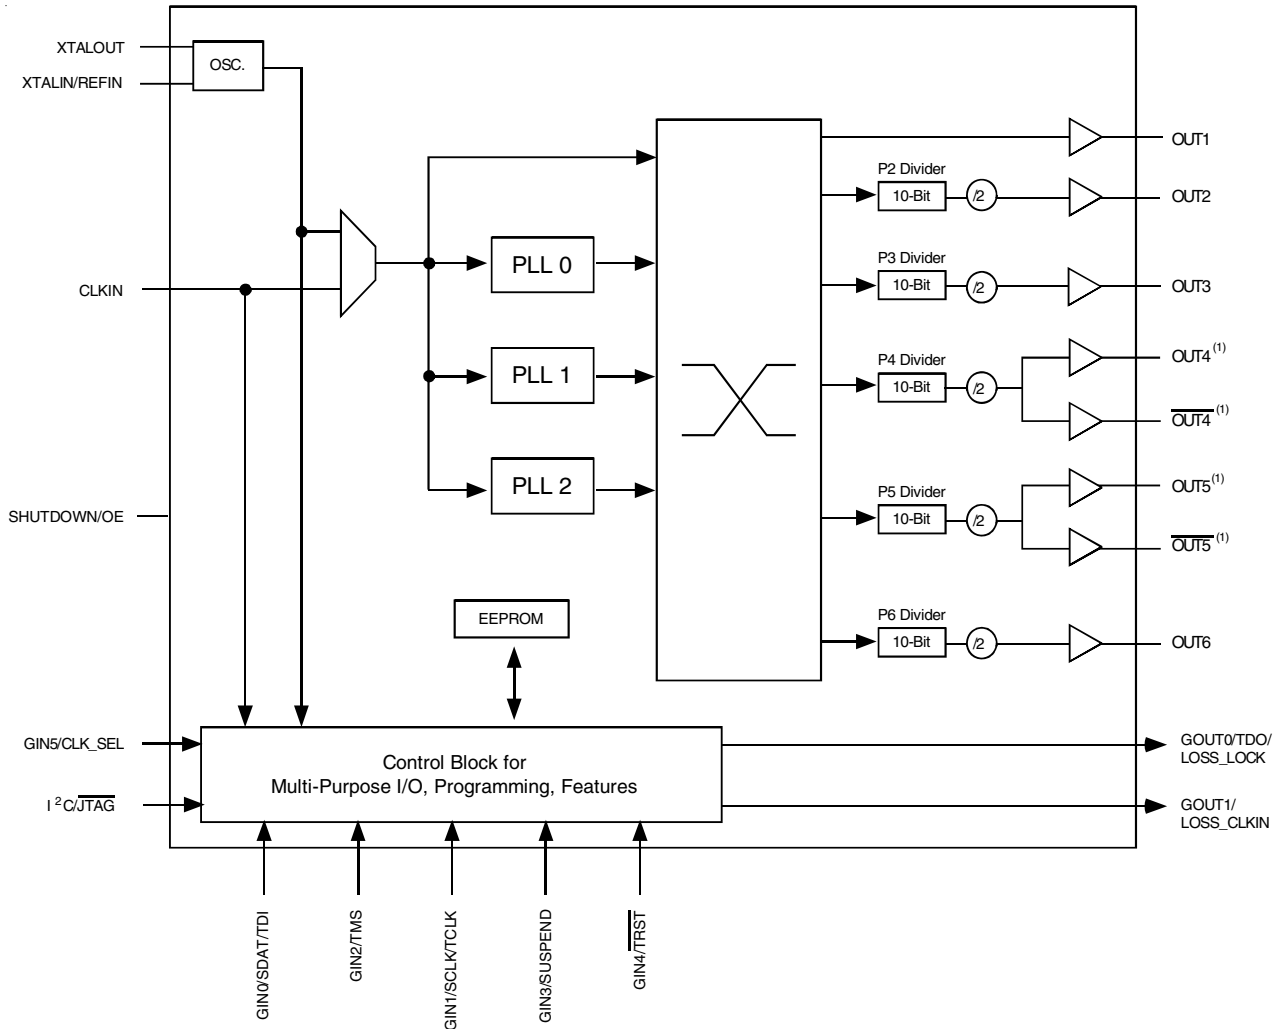 XTALOUT
OSC.
XTALIN/REFIN
OUT1
P2 Divider
10-Bit
/2
OUT2
PLL 0
P3 Divider
10-Bit
/2
OUT3
CLKIN
PLL 1
P4 Divider
10-Bit
/2
OUT4 (1)
OUT4 (1)
PLL 2
P5 Divider
10-Bit
/2
OUT5 (1)
OUT5 (1)
SHUTDOWN/OE
EEPROM
P6 Divider
10-Bit
/2
OUT6
GIN5/CLK_SEL
I 2C/JTAG
Control Block for
Multi-Purpose I/O, Programming, Features
GOUT0/TDO/
LOSS_LOCK
GOUT1/
LOSS_CLKIN
GIN0/SDAT/TDI
GIN2/TMS
GIN1/SCLK/TCLK
GIN3/SUSPEND
GIN4/TRST